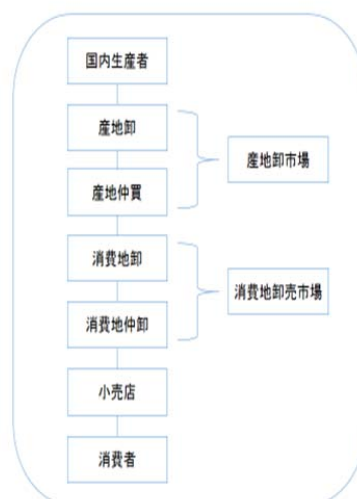 国内生産者
産地卸
産地仲買
産地卸市場
消費地卸
消費地仲卸
消費地卸売市場
小売店
消費者